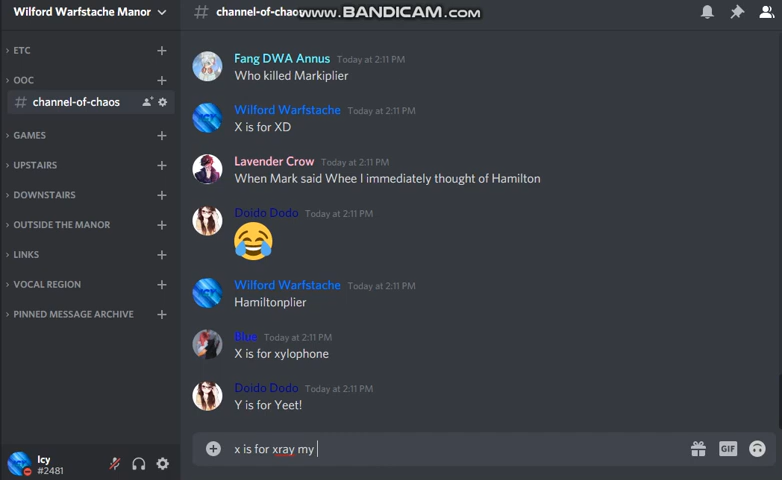 Wilford Warfstache Manor
# channel-of-chao
www.BANDICAM.com
ETC
OOC
# channel-of-chaos
GAMES
UPSTAIRS
DOWNSTAIRS
OUTSIDE THE MANOR
LINKS
VOCAL REGION
PINNED MESSAGE ARCHIVE
Icy
#2481
Fang DWA Annus Today at 2:11 PM
Who killed Markiplier
Wilford Warfstache Today at 2:11 PM
X is for XD
Lavender Crow Today at 2:11 PM
When Mark said Whee I immediately thought of Hamilton
Doido Dodo Today at 2:11 PM
Wilford Warfstache Today at 2:11 PM
Hamiltonplier
Blue Today at 2:11 PM
X is for xylophone
Doido Dodo Today at 2:11 PM
Y is for Yeet!
x is for xray my
GIF